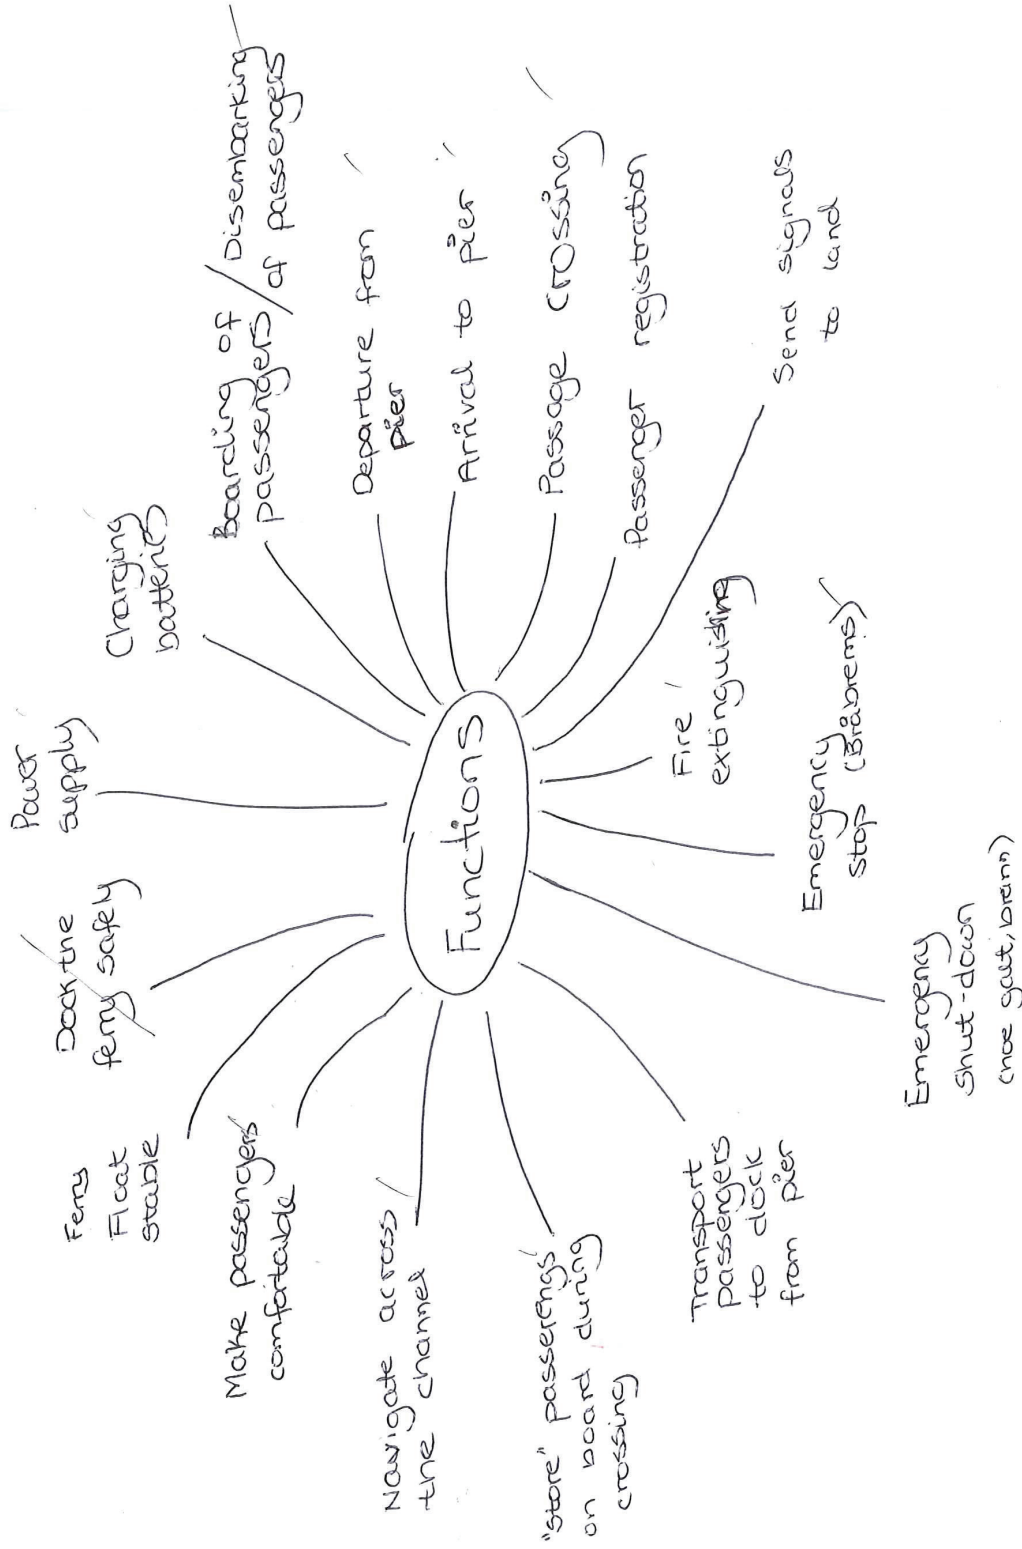 Functions
Power
supply
Charging
batteries
Boarding of
passengers
/ Disembarking
of passengers
Departure from
pier
Arrival to pier
Passage crossing
Passenger registration
Send signals
to land
Fire
extinguishing
Emergency
stop (Bråbrems)
Emergency
shut-down
(noe galt, brann)
Transport
passengers
to dock
from pier
"store" passerengs
on board during
crossing
Navigate across
the channel
Make passengers
comfortable
Ferry
Float
stable
Dock the
ferry safely